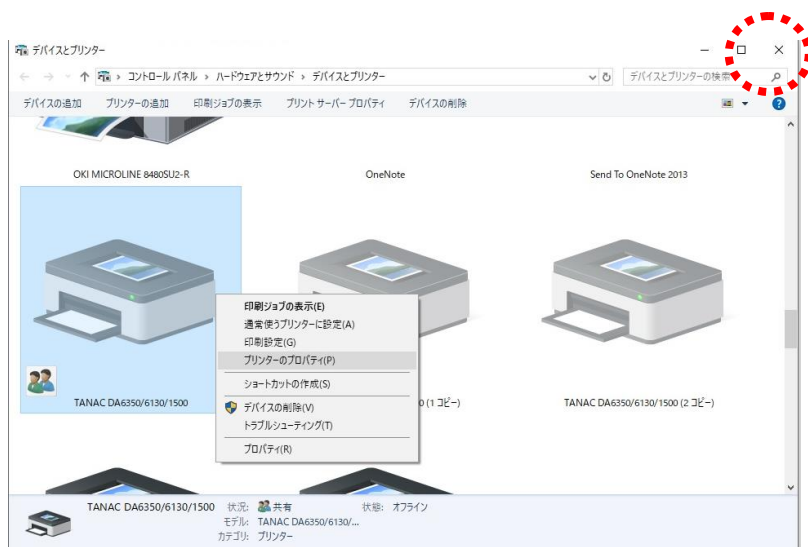 デバイスとプリンター
コントロール パネル › ハードウェアとサウンド › デバイスとプリンター
デバイスとプリンターの検索
デバイスの追加 プリンターの追加 印刷ジョブの表示 プリント サーバー プロパティ デバイスの削除
OKI MICROLINE 8480SU2-R
OneNote
Send To OneNote 2013
印刷ジョブの表示(E)
通常使うプリンターに設定(A)
印刷設定(G)
プリンターのプロパティ(P)
ショートカットの作成(S)
デバイスの削除(V)
トラブルシューティング(T)
プロパティ(R)
TANAC DA6350/6130/1500
0 (1 コピー)
TANAC DA6350/6130/1500 (2 コピー)
TANAC DA6350/6130/1500 状況: 共有 状態: オフライン
モデル: TANAC DA6350/6130/...
カテゴリ: プリンター